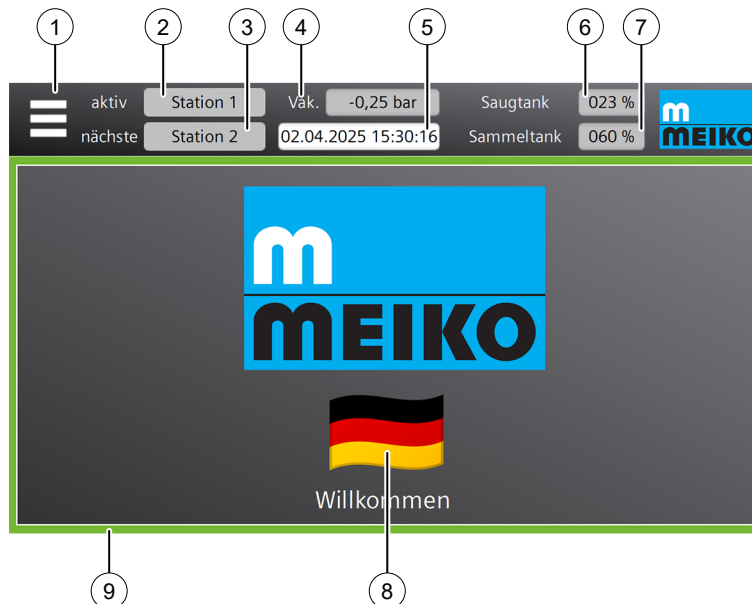 1 2 3 4 5 6 7
aktiv Station 1 Vak. -0,25 bar Saugtank 023 %
nächste Station 2 02.04.2025 15:30:16 Sammeltank 060 %
m
MEIKO
m
MEIKO
Willkommen
9 8